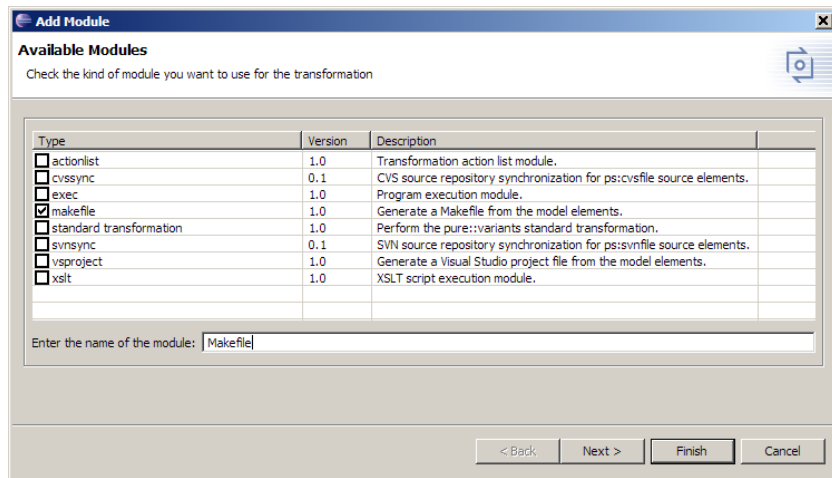 Add Module
Available Modules
Check the kind of module you want to use for the transformation
Type Version Description
actionlist 1.0 Transformation action list module.
cvssync 0.1 CVS source repository synchronization for ps:cvsfile source elements.
exec 1.0 Program execution module.
makefile 1.0 Generate a Makefile from the model elements.
standard transformation 1.0 Perform the pure::variants standard transformation.
svnsync 0.1 SVN source repository synchronization for ps:svnfile source elements.
vsproject 1.0 Generate a Visual Studio project file from the model elements.
xslt 1.0 XSLT script execution module.
Enter the name of the module: Makefile
< Back Next > Finish Cancel